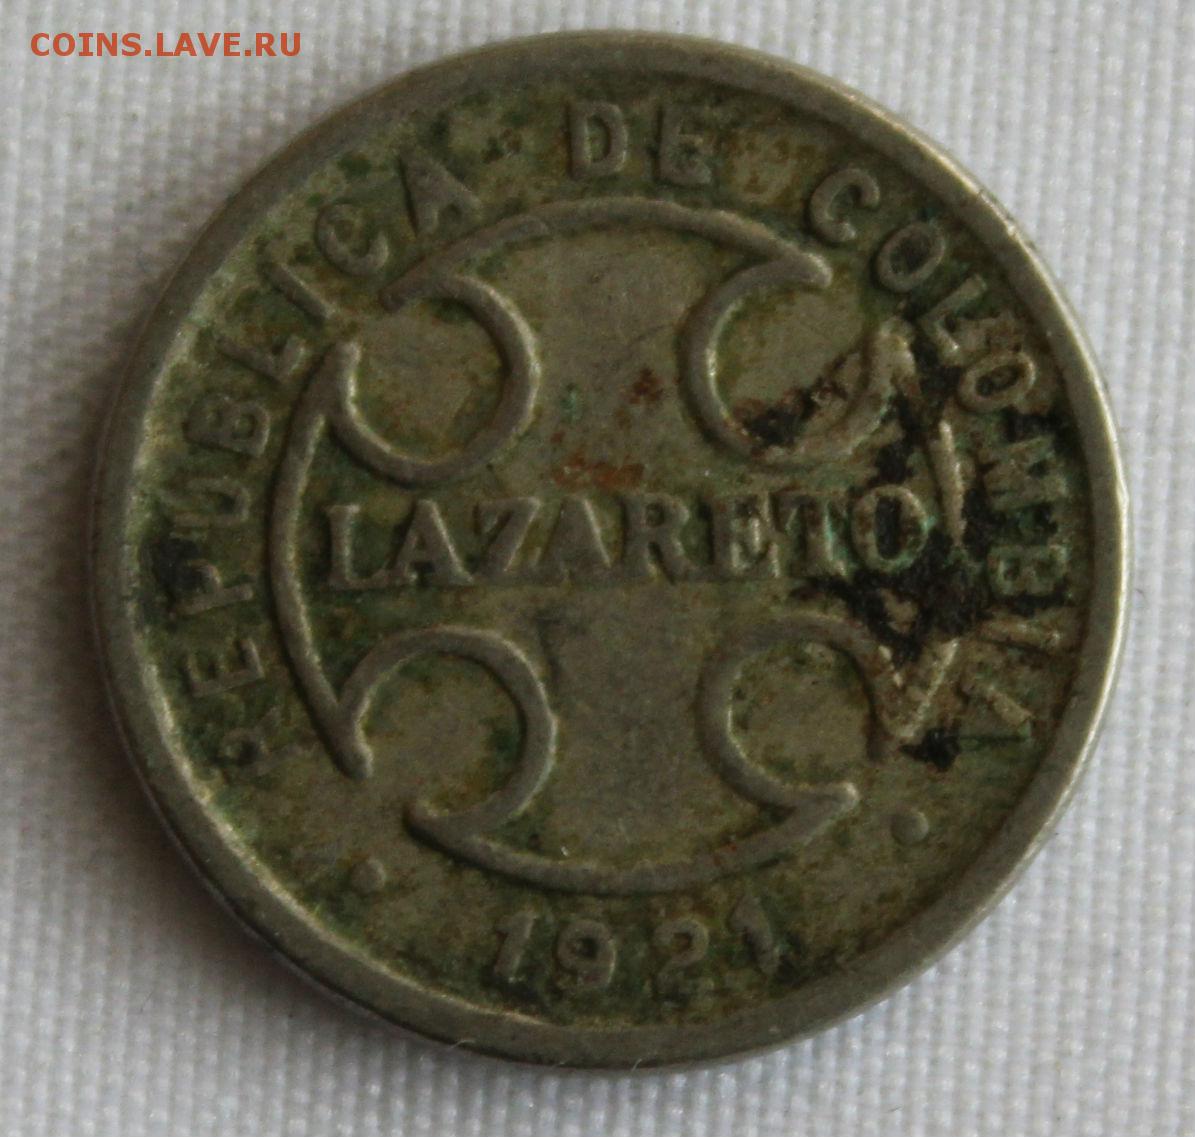 COINS.LAVE.RU
REPUBLICA DE COLOMBIA
LAZARETO
1921